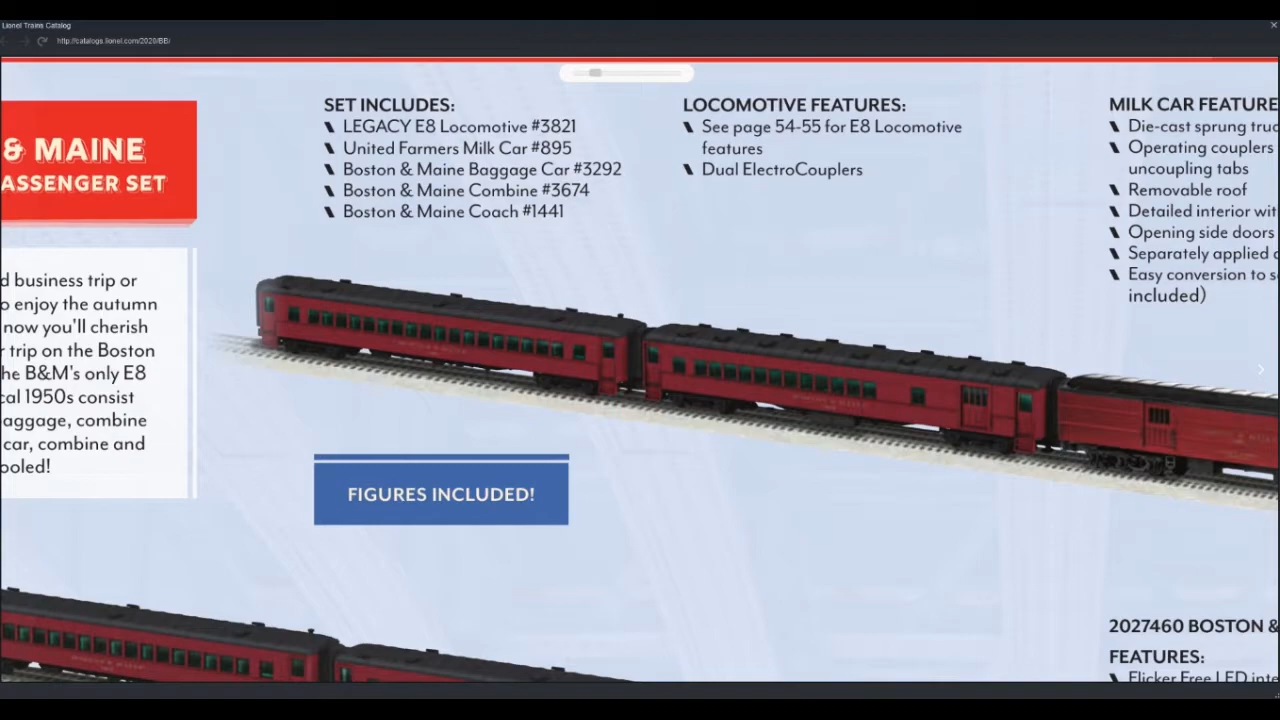 Lionel Trains Catalog
http://catalogs.lionel.com/2020/BB/
& MAINE
ASSENGER SET
d business trip or
o enjoy the autumn
now you'll cherish
r trip on the Boston
he B&M's only E8
cal 1950s consist
aggage, combine
car, combine and
ooled!
SET INCLUDES:
LEGACY E8 Locomotive #3821
United Farmers Milk Car #895
Boston & Maine Baggage Car #3292
Boston & Maine Combine #3674
Boston & Maine Coach #1441
LOCOMOTIVE FEATURES:
See page 54-55 for E8 Locomotive
features
Dual ElectroCouplers
MILK CAR FEATURE
Die-cast sprung truc
Operating couplers
uncoupling tabs
Removable roof
Detailed interior wit
Opening side doors
Separately applied
Easy conversion to s
included)
FIGURES INCLUDED!
2027460 BOSTON &
FEATURES:
Flicker Free LED inte